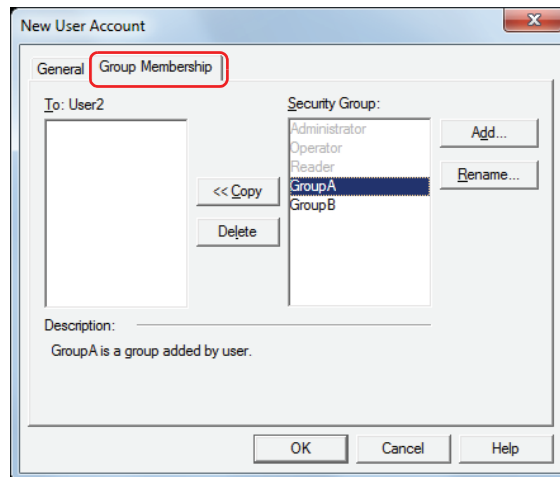 New User Account
General
Group Membership
To: User2
Security Group:
Administrator
Operator
Reader
GroupA
GroupB
<< Copy
Delete
Add...
Rename...
Description:
GroupA is a group added by user.
OK
Cancel
Help